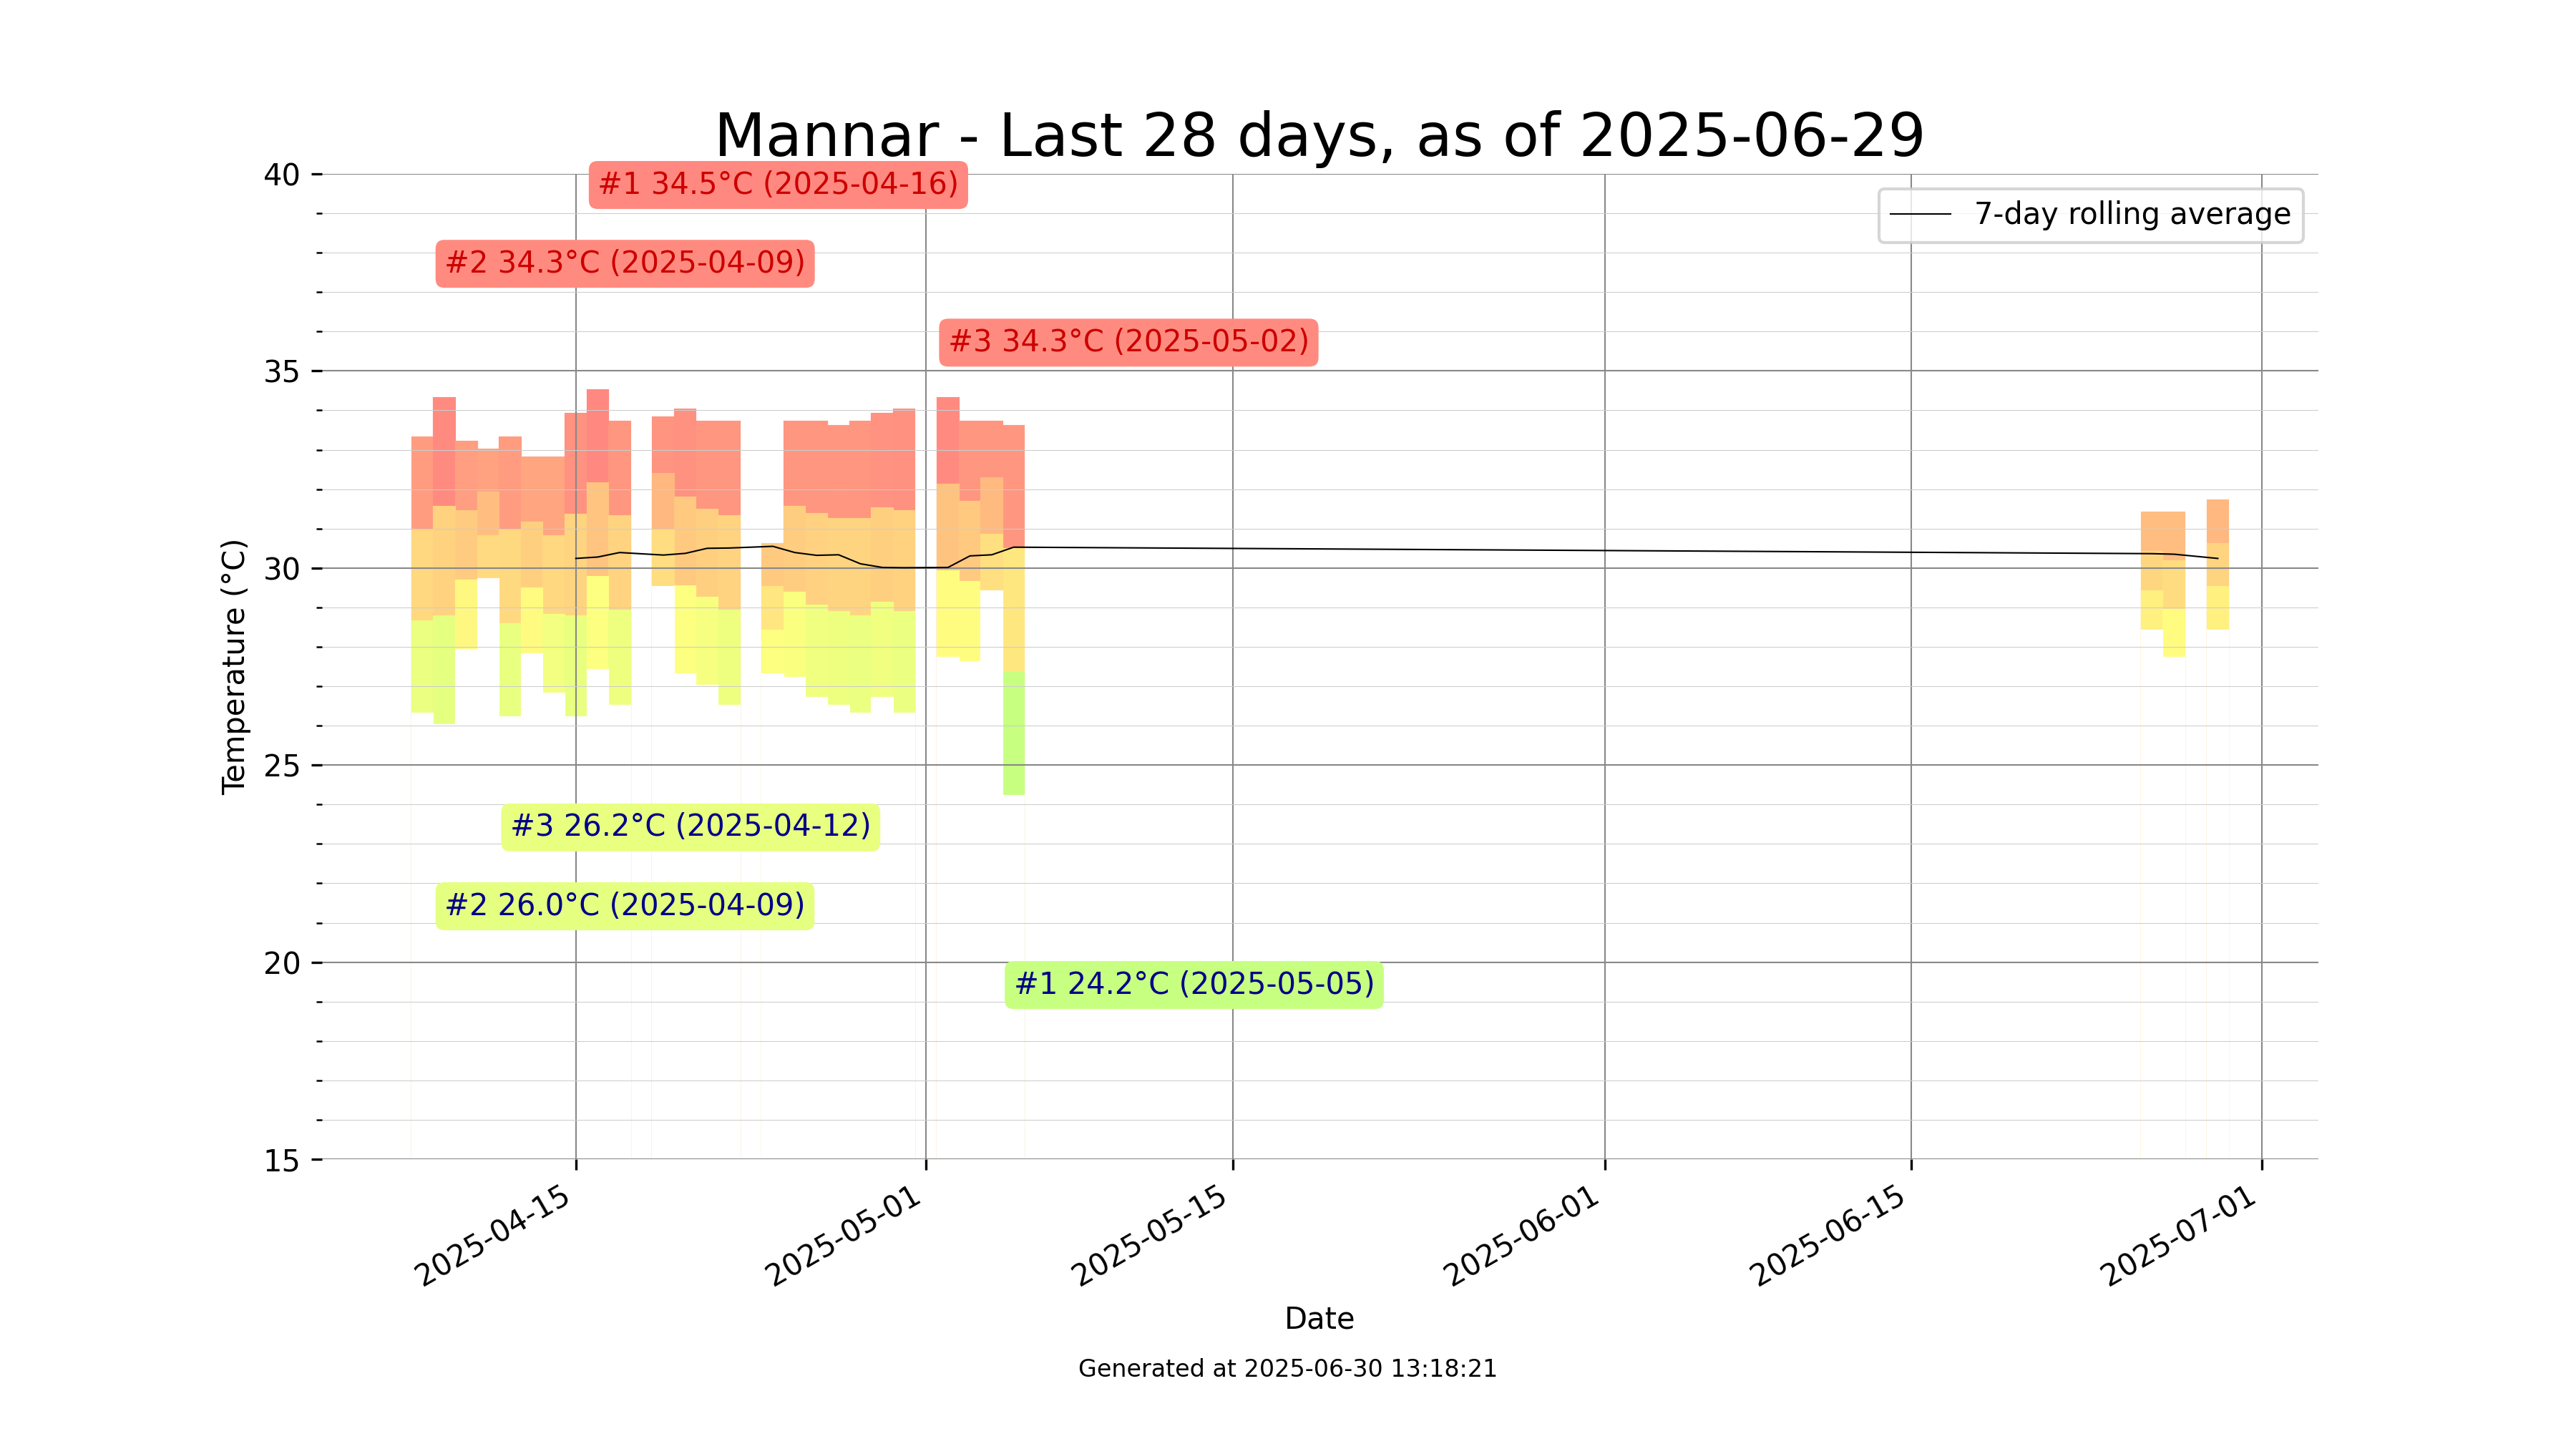 Mannar - Last 28 days, as of 2025-06-29
#1 34.5°C (2025-04-16)
7-day rolling average
#2 34.3°C (2025-04-09)
#3 34.3°C (2025-05-02)
#3 26.2°C (2025-04-12)
#2 26.0°C (2025-04-09)
#1 24.2°C (2025-05-05)
Temperature (°C)
40
35
30
25
20
15
2025-04-15
2025-05-01
2025-05-15
2025-06-01
2025-06-15
2025-07-01
Date
Generated at 2025-06-30 13:18:21